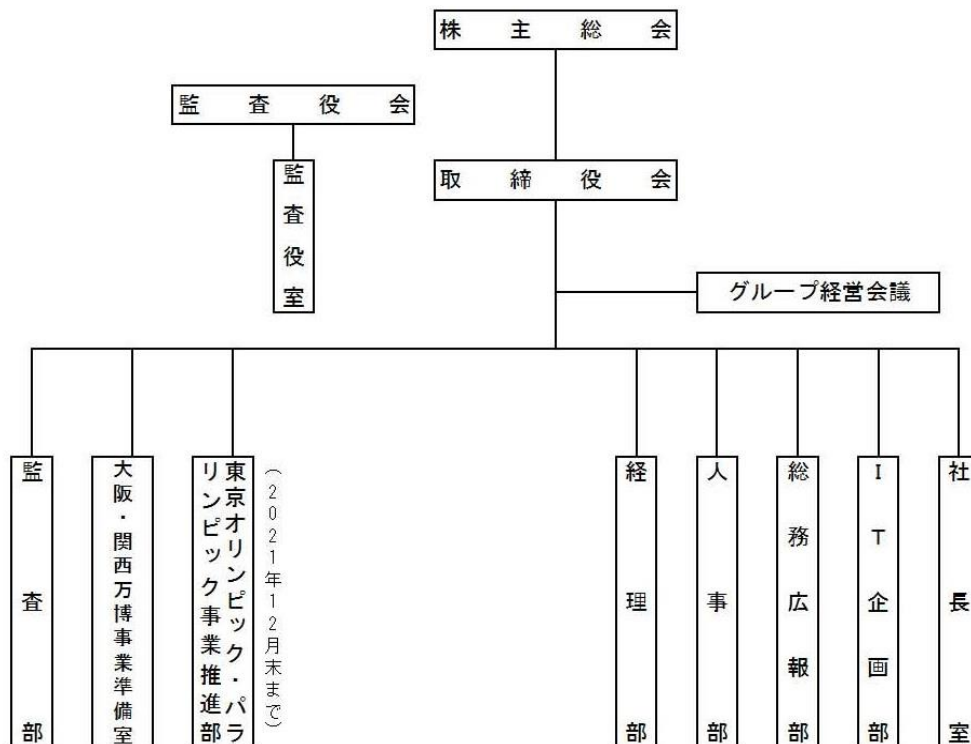 株主総会
監査役会
監査役室
取締役会
グループ経営会議
社長室
IT企画部
総務広報部
人事部
経理部
(2021年12月末まで)
東京オリンピック・パラ
リンピック事業推進部
大阪・関西万博事業準備室
監査部